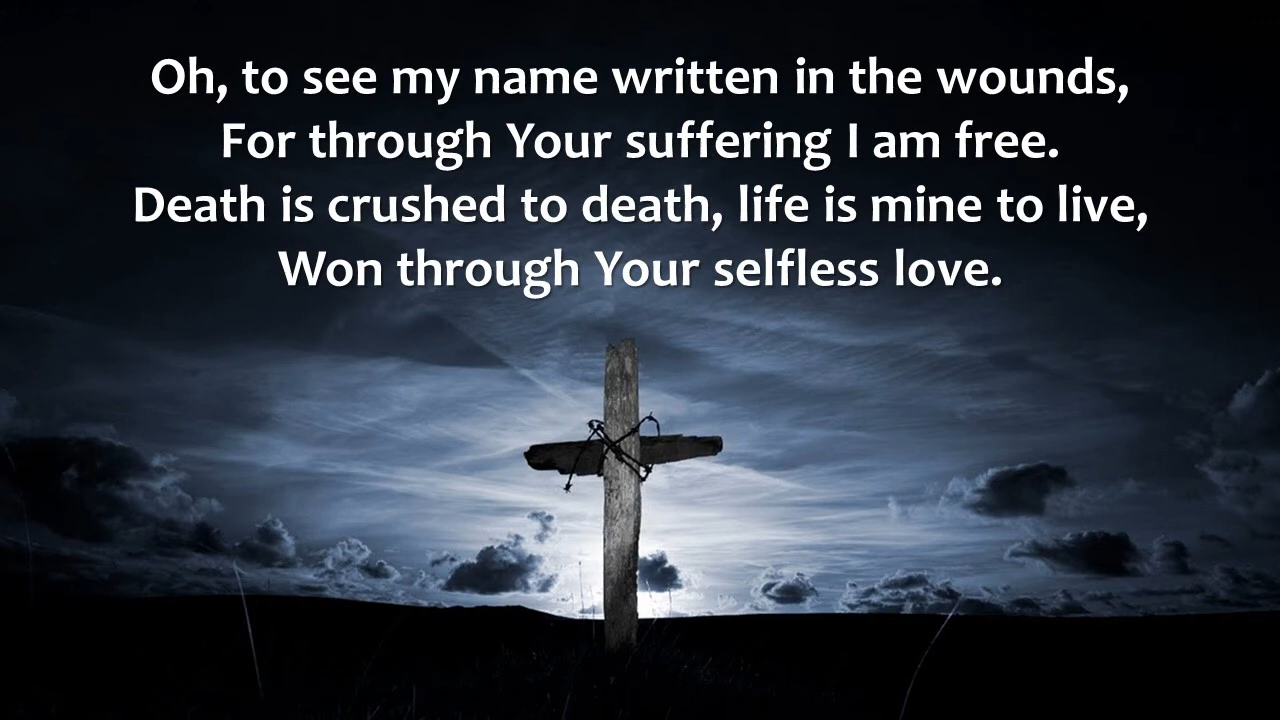 Oh, to see my name written in the wounds,
For through Your suffering I am free.
Death is crushed to death, life is mine to live,
Won through Your selfless love.